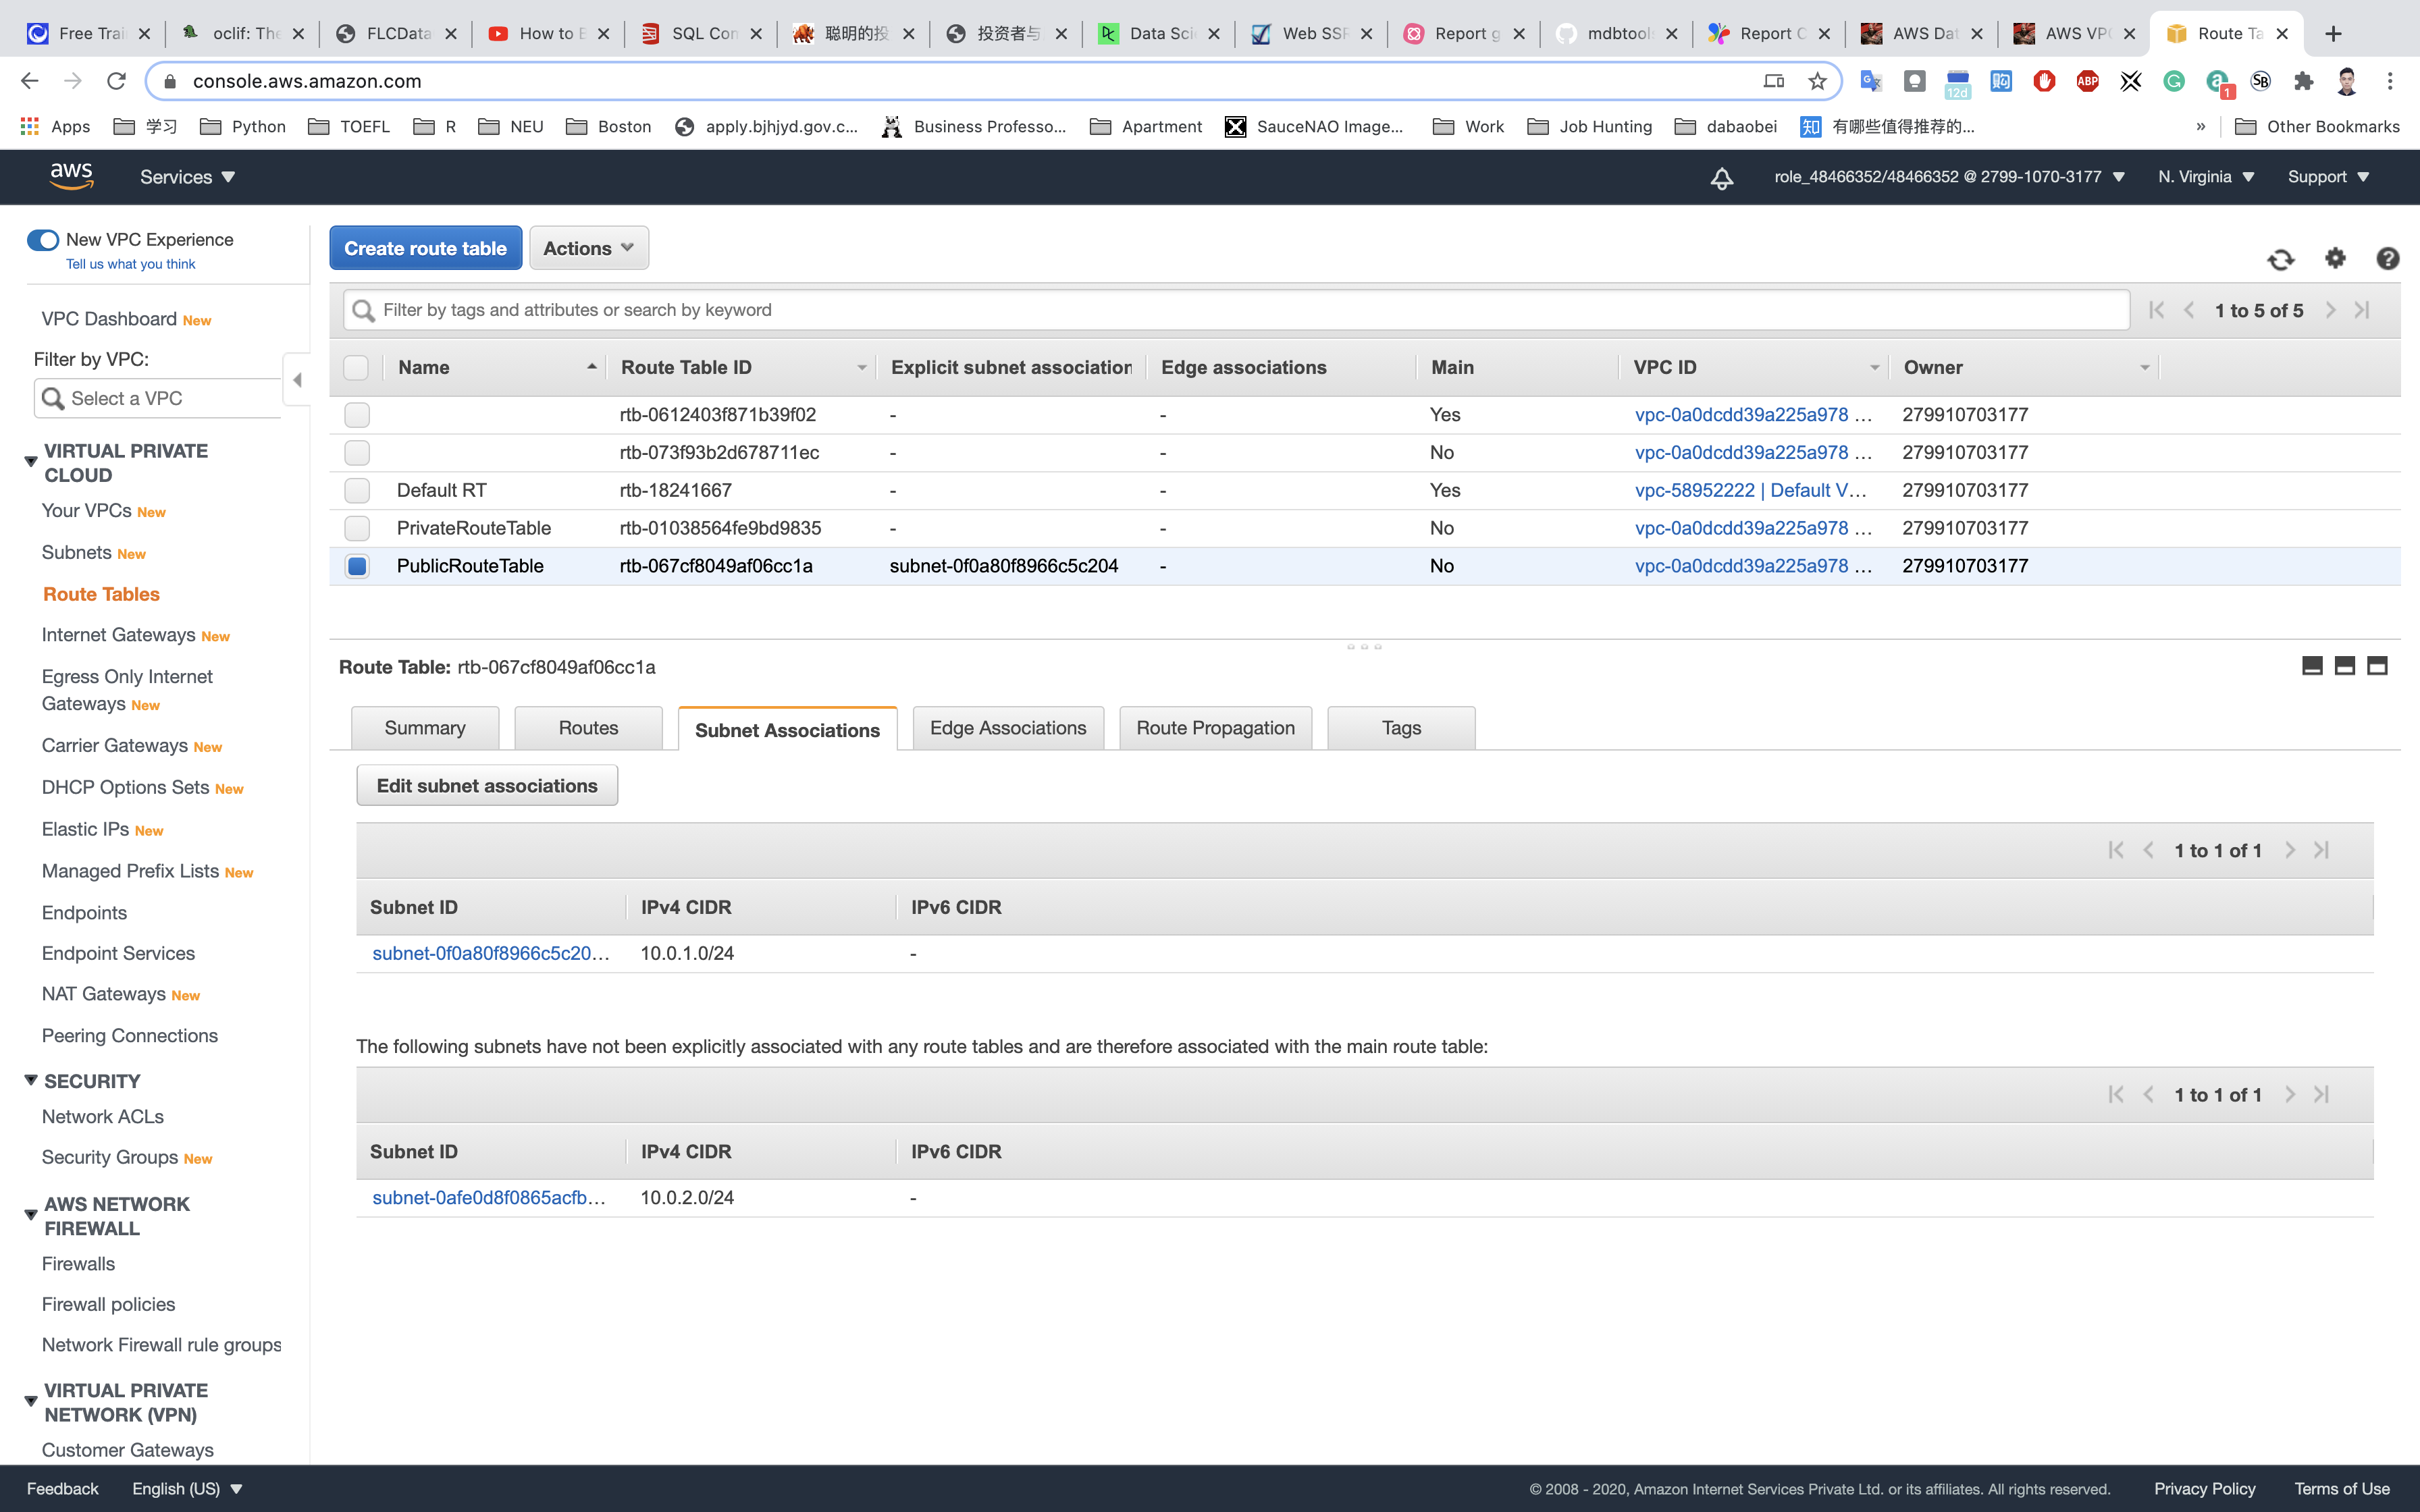 Free Trai
oclif: The
FLCData
How to E
SQL Con
聪明的投
投资者与
Data Scie
Web SSH
Report g
mdbtools
Report C
AWS Dat
AWS VPC
Route Ta
console.aws.amazon.com
12d
ABP
1
SB
Apps
学习
Python
TOEFL
R
NEU
Boston
apply.bjhjyd.gov.c...
Business Professo...
Apartment
SauceNAO Image...
Work
Job Hunting
dabaobei
知 有哪些值得推荐的...
»
Other Bookmarks
aws
Services
role_48466352/48466352 @ 2799-1070-3177
N. Virginia
Support
New VPC Experience
Tell us what you think
VPC Dashboard New
Filter by VPC:
Select a VPC
VIRTUAL PRIVATE
CLOUD
Your VPCs New
Subnets New
Route Tables
Internet Gateways New
Egress Only Internet
Gateways New
Carrier Gateways New
DHCP Options Sets New
Elastic IPs New
Managed Prefix Lists New
Endpoints
Endpoint Services
NAT Gateways New
Peering Connections
SECURITY
Network ACLs
Security Groups New
AWS NETWORK
FIREWALL
Firewalls
Firewall policies
Network Firewall rule groups
VIRTUAL PRIVATE
NETWORK (VPN)
Customer Gateways
Create route table
Actions
Filter by tags and attributes or search by keyword
1 to 5 of 5
Name Route Table ID Explicit subnet association Edge associations Main VPC ID Owner
rtb-0612403f871b39f02 - - Yes vpc-0a0dcdd39a225a978 ... 279910703177
rtb-073f93b2d678711ec - - No vpc-0a0dcdd39a225a978 ... 279910703177
Default RT rtb-18241667 - - Yes vpc-58952222 | Default V... 279910703177
PrivateRouteTable rtb-01038564fe9bd9835 - - No vpc-0a0dcdd39a225a978 ... 279910703177
PublicRouteTable rtb-067cf8049af06cc1a subnet-0f0a80f8966c5c204 - No vpc-0a0dcdd39a225a978 ... 279910703177
Route Table: rtb-067cf8049af06cc1a
Summary
Routes
Subnet Associations
Edge Associations
Route Propagation
Tags
Edit subnet associations
1 to 1 of 1
Subnet ID IPv4 CIDR IPv6 CIDR
subnet-0f0a80f8966c5c20... 10.0.1.0/24 -
The following subnets have not been explicitly associated with any route tables and are therefore associated with the main route table:
1 to 1 of 1
Subnet ID IPv4 CIDR IPv6 CIDR
subnet-0afe0d8f0865acfb... 10.0.2.0/24 -
Feedback
English (US)
© 2008 - 2020, Amazon Internet Services Private Ltd. or its affiliates. All rights reserved.
Privacy Policy
Terms of Use